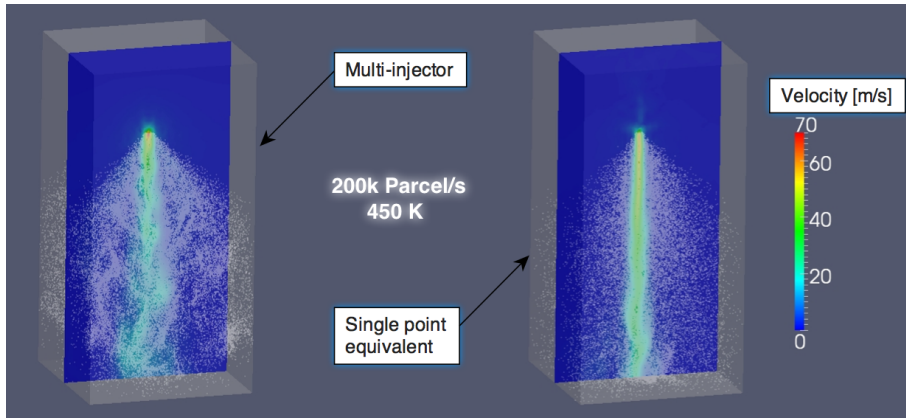 Multi-injector
200k Parcel/s
450 K
Single point
equivalent
Velocity [m/s]
70
60
40
20
0